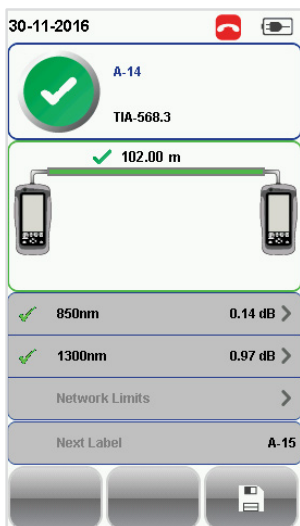 30-11-2016
A-14
TIA-568.3
102.00 m
850nm 0.14 dB
1300nm 0.97 dB
Network Limits
Next Label A-15